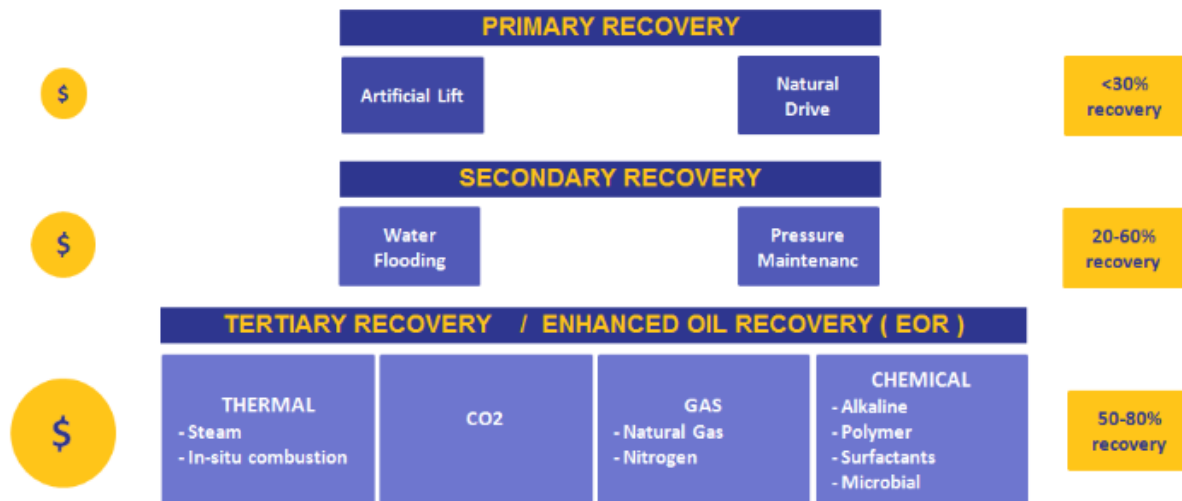 PRIMARY RECOVERY
$
Artificial Lift
Natural
Drive
<30%
recovery
SECONDARY RECOVERY
$
Water
Flooding
Pressure
Maintenanc
20-60%
recovery
TERTIARY RECOVERY / ENHANCED OIL RECOVERY ( EOR )
$
THERMAL
- Steam
- In-situ combustion
CO2
GAS
- Natural Gas
- Nitrogen
CHEMICAL
- Alkaline
- Polymer
- Surfactants
- Microbial
50-80%
recovery